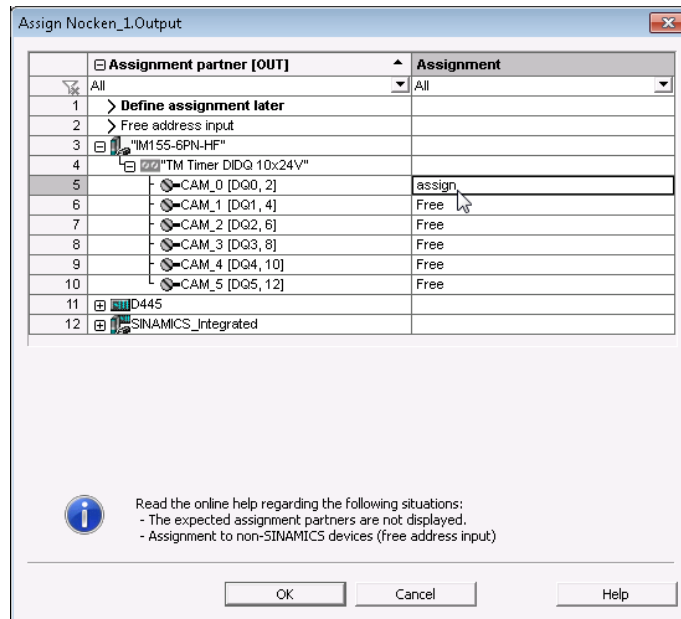 Assign Nocken_1.Output
Assignment partner [OUT] Assignment
All All
1 Define assignment later
2 Free address input
3 "IM155-6PN-HF"
4 "TM Timer DIDQ 10x24V"
5 CAM_0 [DQ0, 2] assign
6 CAM_1 [DQ1, 4] Free
7 CAM_2 [DQ2, 6] Free
8 CAM_3 [DQ3, 8] Free
9 CAM_4 [DQ4, 10] Free
10 CAM_5 [DQ5, 12] Free
11 D445
12 SINAMICS_Integrated
Read the online help regarding the following situations:
- The expected assignment partners are not displayed.
- Assignment to non-SINAMICS devices (free address input)
OK Cancel Help